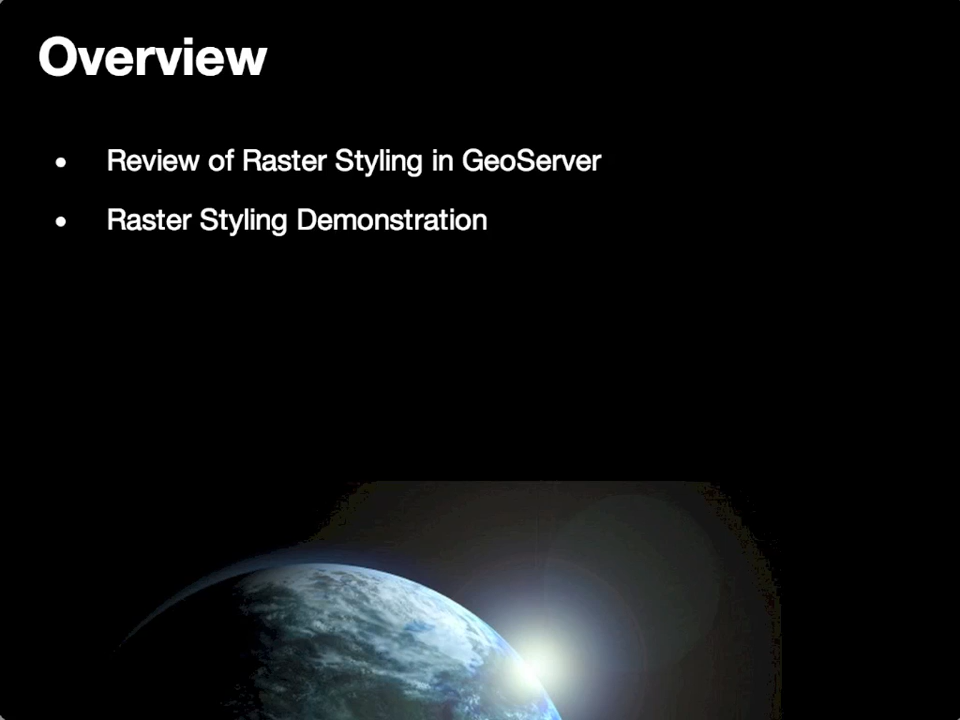 Overview
• Review of Raster Styling in GeoServer
• Raster Styling Demonstration